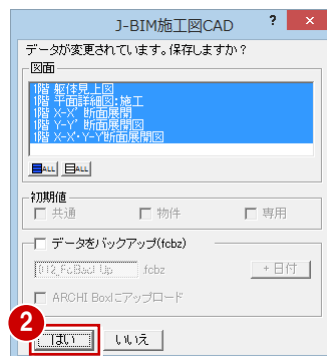 J-BIM施工図CAD
? ×
データが変更されています。保存しますか?
図面
1階 躯体見上図
1階 平面詳細図:施工
1階 X-X' 断面展開
1階 Y-Y' 断面展開図
1階 X-X'・Y-Y'断面展開図
ALL ALL
初期値
共通 物件 専用
データをバックアップ(fcbz)
.fcbz +日付
ARCHI Boxにアップロード
2
はい いいえ